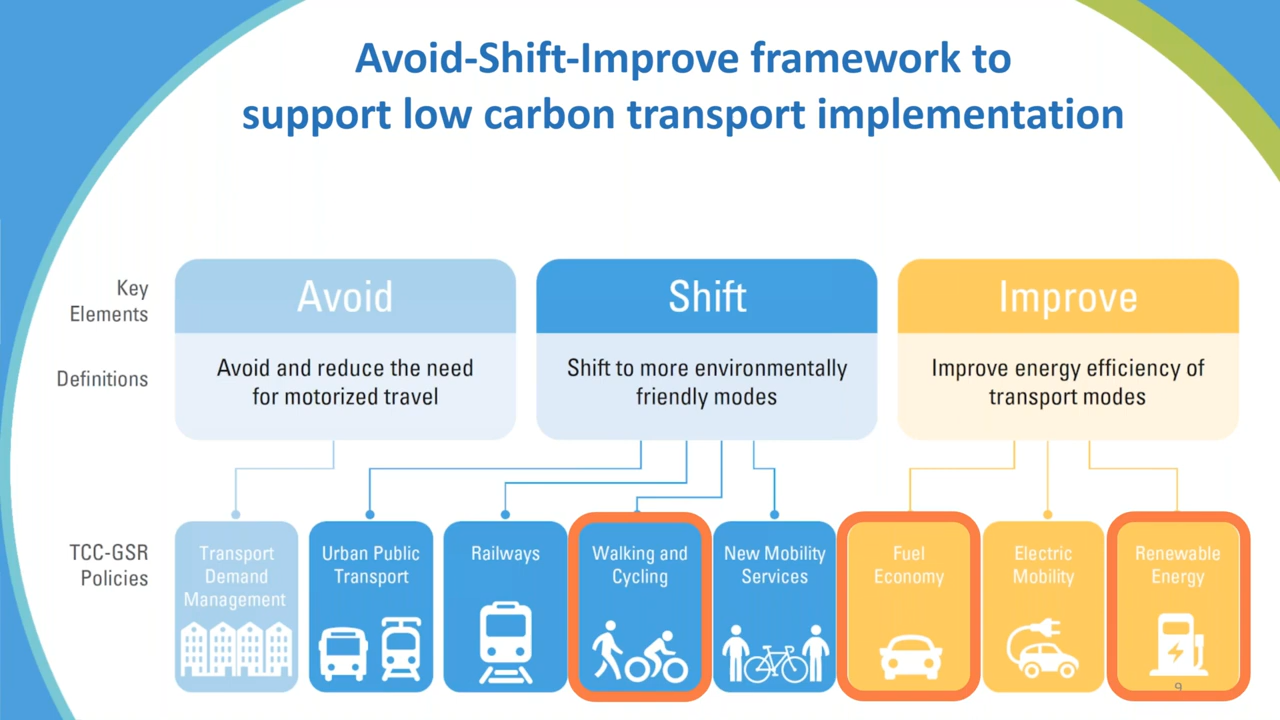 Avoid-Shift-Improve framework to
support low carbon transport implementation
Key
Elements
Avoid
Shift
Improve
Definitions
Avoid and reduce the need
for motorized travel
Shift to more environmentally
friendly modes
Improve energy efficiency of
transport modes
TCC-GSR
Policies
Transport
Demand
Management
Urban Public
Transport
Railways
Walking and
Cycling
New Mobility
Services
Fuel
Economy
Electric
Mobility
Renewable
Energy
9